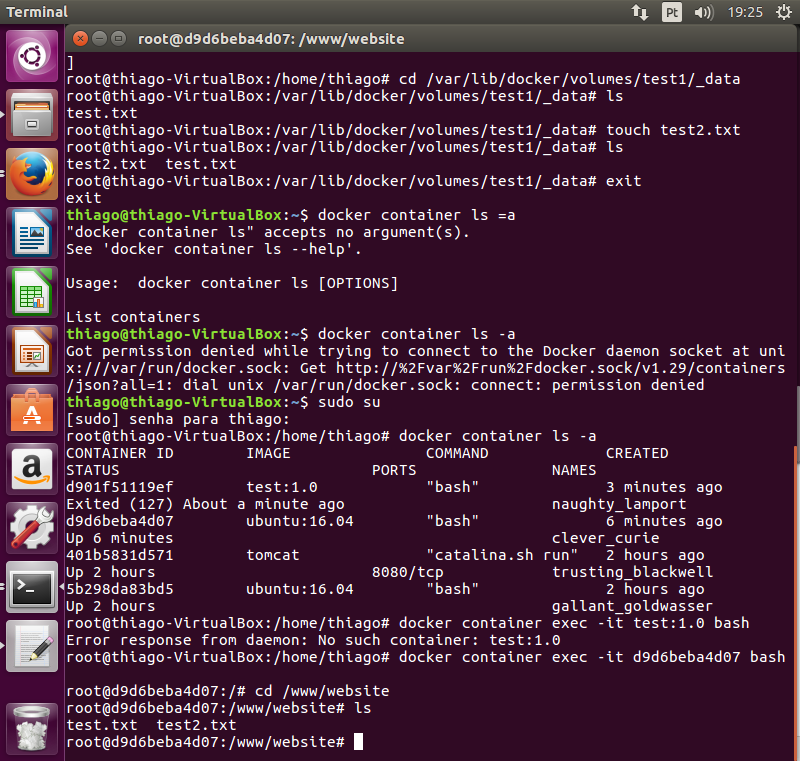 Terminal Pt 19:25
root@d9d6beba4d07: /www/website
]
root@thiago-VirtualBox:/home/thiago# cd /var/lib/docker/volumes/test1/_data
root@thiago-VirtualBox:/var/lib/docker/volumes/test1/_data# ls
test.txt
root@thiago-VirtualBox:/var/lib/docker/volumes/test1/_data# touch test2.txt
root@thiago-VirtualBox:/var/lib/docker/volumes/test1/_data# ls
test2.txt  test.txt
root@thiago-VirtualBox:/var/lib/docker/volumes/test1/_data# exit
exit
thiago@thiago-VirtualBox:~$ docker container ls =a
"docker container ls" accepts no argument(s).
See 'docker container ls --help'.

Usage:  docker container ls [OPTIONS]

List containers
thiago@thiago-VirtualBox:~$ docker container ls -a
Got permission denied while trying to connect to the Docker daemon socket at uni
x:///var/run/docker.sock: Get http://%2Fvar%2Frun%2Fdocker.sock/v1.29/containers
/json?all=1: dial unix /var/run/docker.sock: connect: permission denied
thiago@thiago-VirtualBox:~$ sudo su
[sudo] senha para thiago:
root@thiago-VirtualBox:/home/thiago# docker container ls -a
CONTAINER ID        IMAGE               COMMAND             CREATED
STATUS                            PORTS               NAMES
d901f51119ef        test:1.0            "bash"              3 minutes ago
Exited (127) About a minute ago                       naughty_lamport
d9d6beba4d07        ubuntu:16.04        "bash"              6 minutes ago
Up 6 minutes                                          clever_curie
401b5831d571        tomcat              "catalina.sh run"   2 hours ago
Up 2 hours                        8080/tcp            trusting_blackwell
5b298da83bd5        ubuntu:16.04        "bash"              2 hours ago
Up 2 hours                                            gallant_goldwasser
root@thiago-VirtualBox:/home/thiago# docker container exec -it test:1.0 bash
Error response from daemon: No such container: test:1.0
root@thiago-VirtualBox:/home/thiago# docker container exec -it d9d6beba4d07 bash

root@d9d6beba4d07:/# cd /www/website
root@d9d6beba4d07:/www/website# ls
test.txt  test2.txt
root@d9d6beba4d07:/www/website#